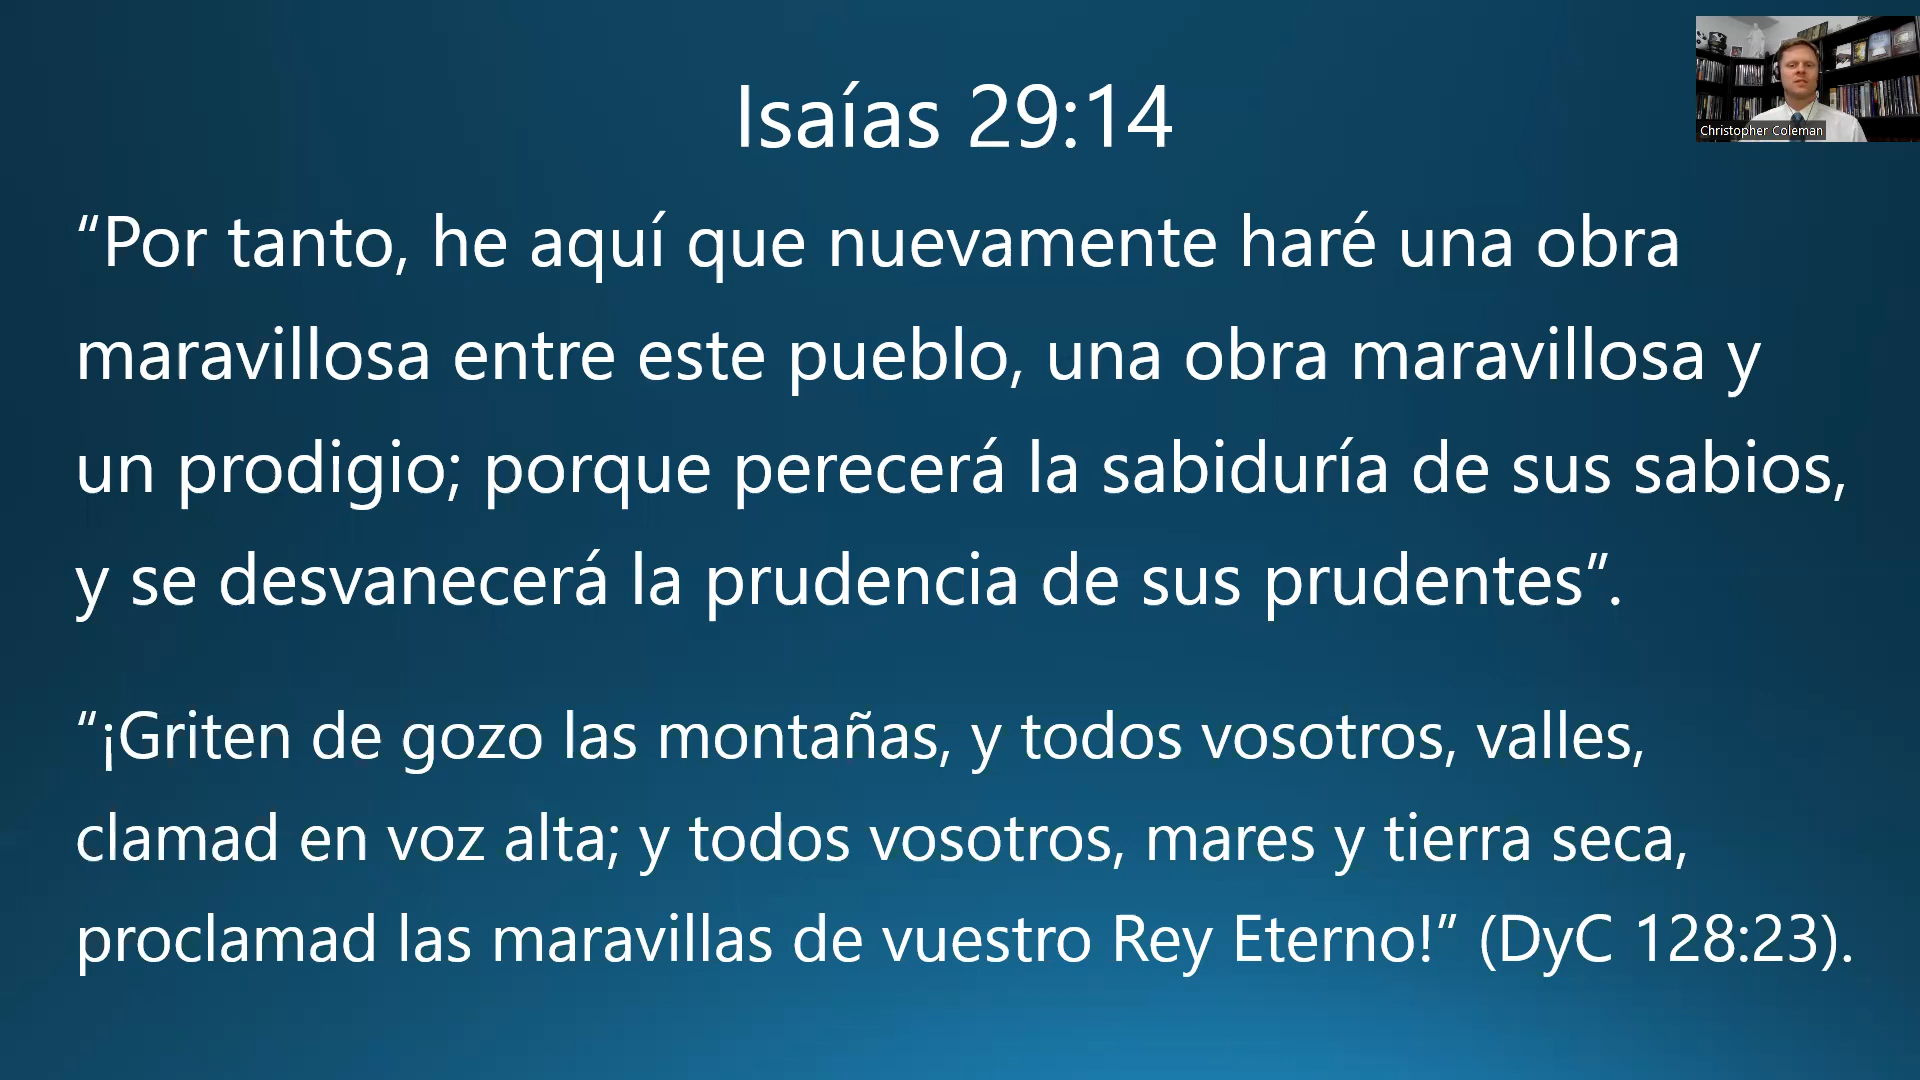 Isaías 29:14
Christopher Coleman
“Por tanto, he aquí que nuevamente haré una obra
maravillosa entre este pueblo, una obra maravillosa y
un prodigio; porque perecerá la sabiduría de sus sabios,
y se desvanecerá la prudencia de sus prudentes”.
“¡Griten de gozo las montañas, y todos vosotros, valles,
clamad en voz alta; y todos vosotros, mares y tierra seca,
proclamad las maravillas de vuestro Rey Eterno!” (DyC 128:23).